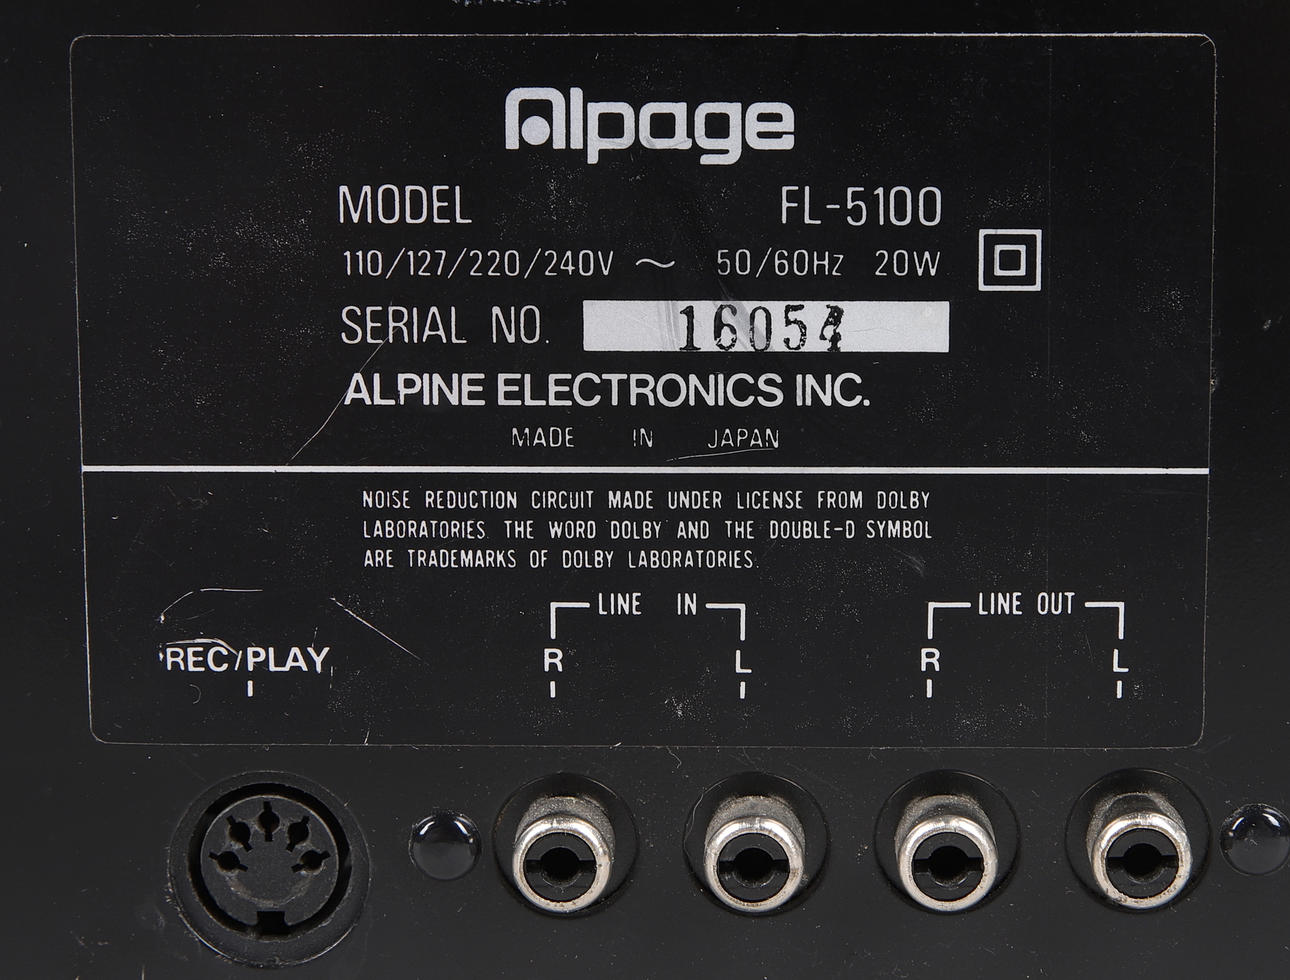 Alpage
MODEL FL-5100
110/127/220/240V ~ 50/60Hz 20W
SERIAL NO. 16054
ALPINE ELECTRONICS INC.
MADE IN JAPAN
NOISE REDUCTION CIRCUIT MADE UNDER LICENSE FROM DOLBY
LABORATORIES. THE WORD DOLBY AND THE DOUBLE-D SYMBOL
ARE TRADEMARKS OF DOLBY LABORATORIES.
LINE IN LINE OUT
REC/PLAY R L R L